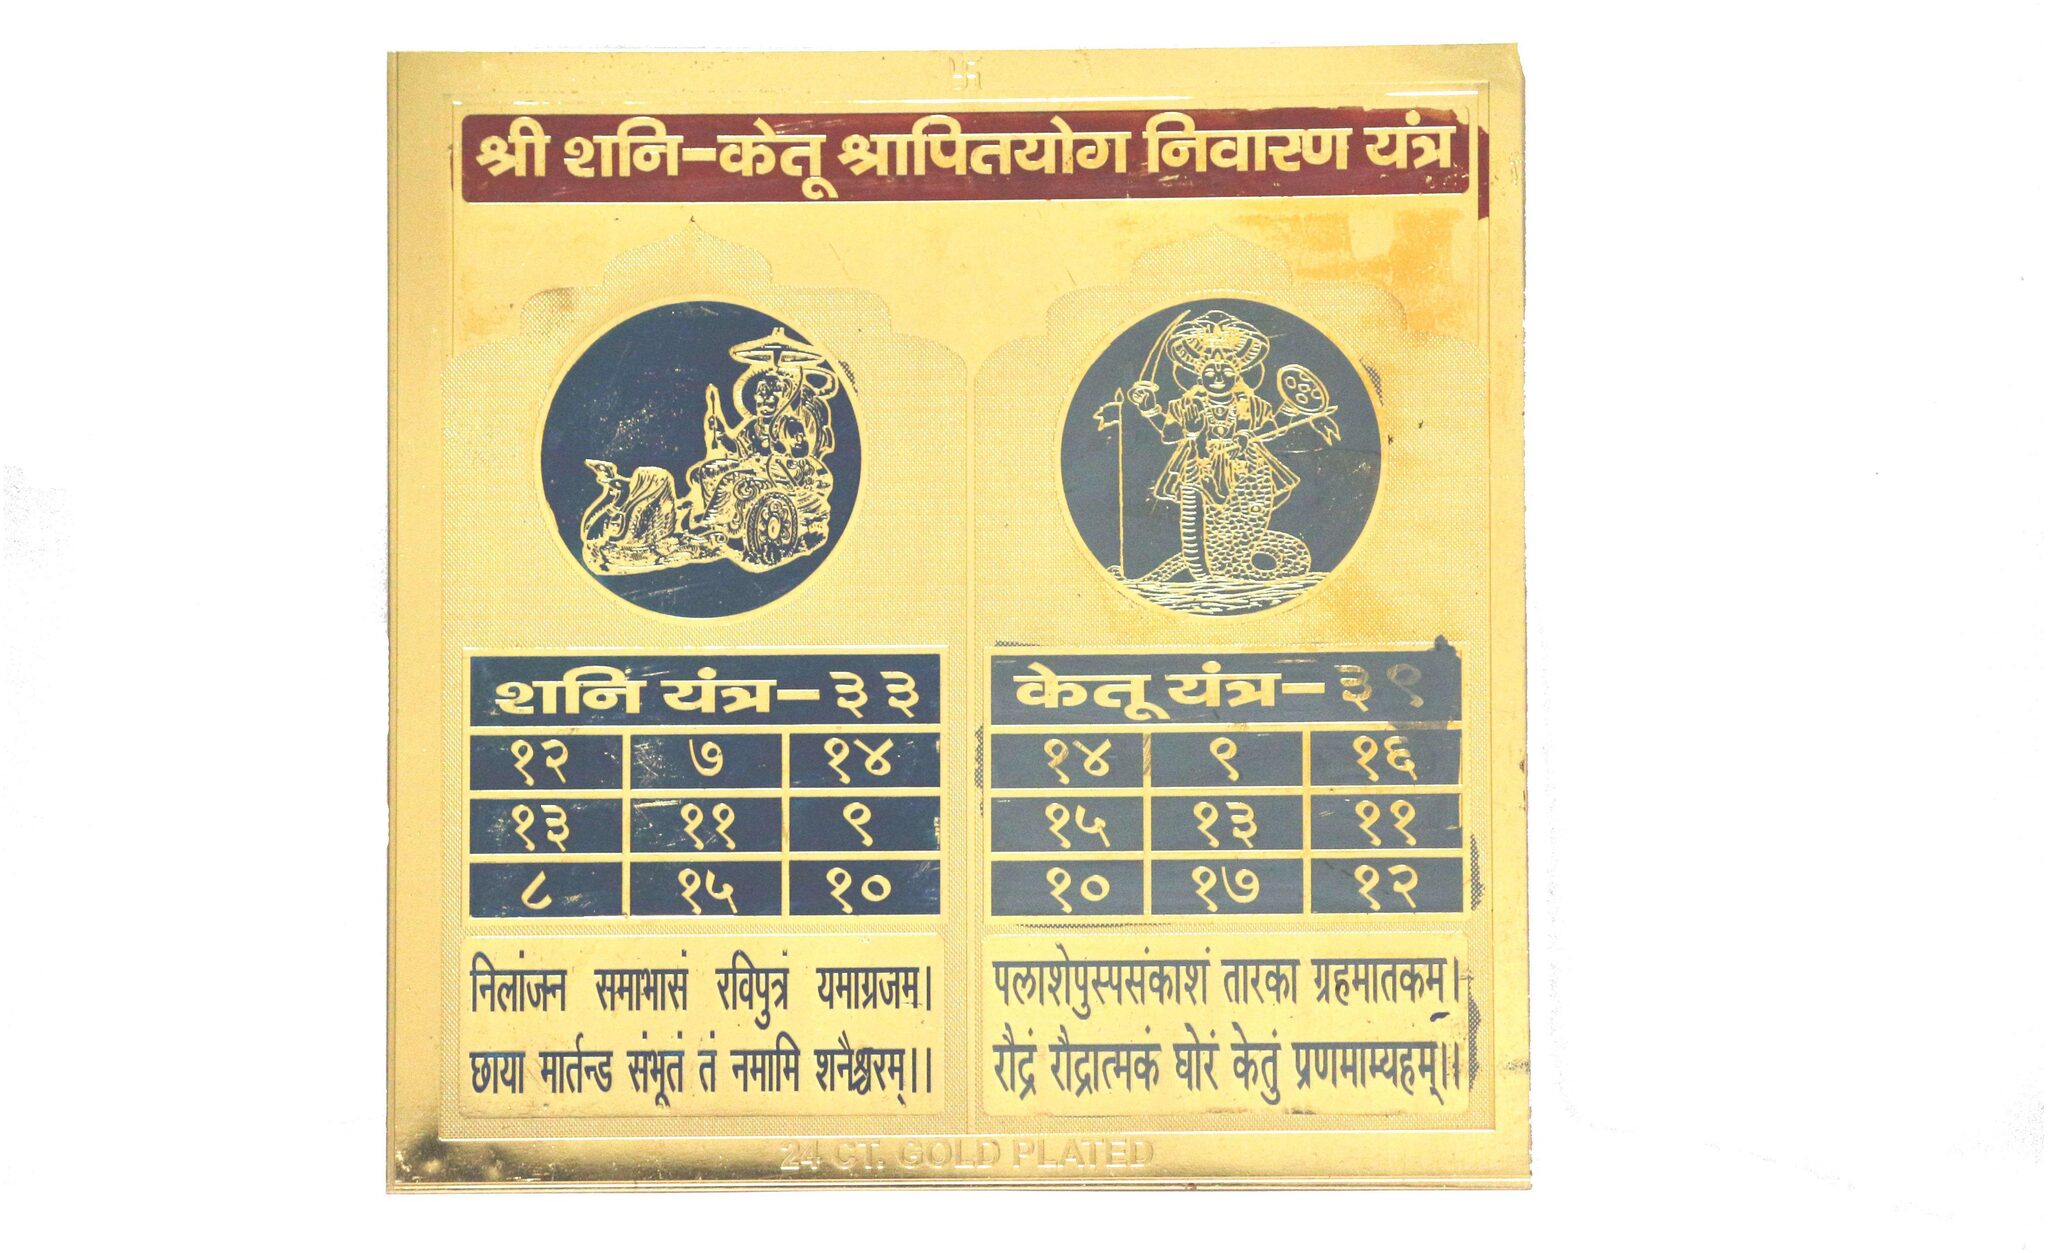 श्री शनि-केतू श्रापितयोग निवारण यंत्र
शनि यंत्र-३३
१२ ७ १४
१३ ११ ९
८ १५ १०
निलांजन समाभासं रविपुत्रं यमाग्रजम।
छाया मार्तन्ड संभूतं तं नमामि शनैश्चरम्।।
केतू यंत्र-३९
१४ ९ १६
१५ १३ ११
१० १७ १२
पलाशेपुस्पसंकाशं तारका ग्रहमातकम्।
रौद्रं रौद्रात्मकं घोरं केतुं प्रणमाम्यहम्।।
24 CT. GOLD PLATED